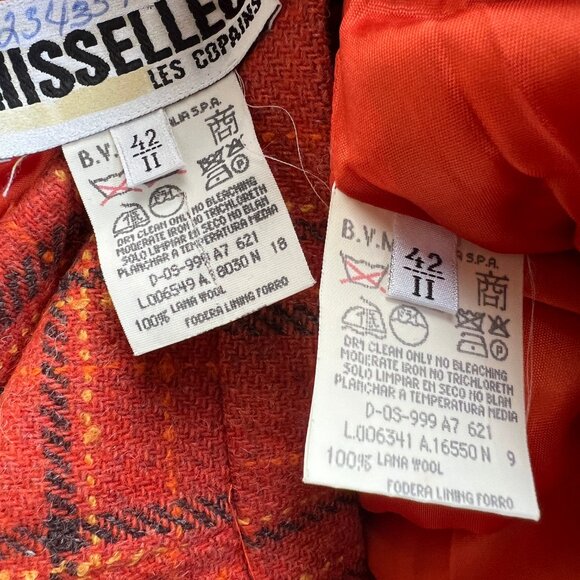 NISSELLE
LES COPAINS
42
II
B.V.
LIA S.P.A.
商
DRY CLEAN ONLY NO BLEACHING
MODERATE IRON NO TRICHLORETH
SOLO LIMPIAR EN SECO NO BLAN
PLANCHAR A TEMPERATURA MEDIA
D-OS-999 A7 621
L.006549 A.18030 N 18
100% LANA WOOL
FODERA LINING FORRO
42
II
B.V.N
A S.P.A.
商
DRY CLEAN ONLY NO BLEACHING
MODERATE IRON NO TRICHLORETH
SOLO LIMPIAR EN SECO NO BLAN
PLANCHAR A TEMPERATURA MEDIA
D-OS-999 A7 621
L.006341 A.16550 N 9
100% LANA WOOL
FODERA LINING FORRO